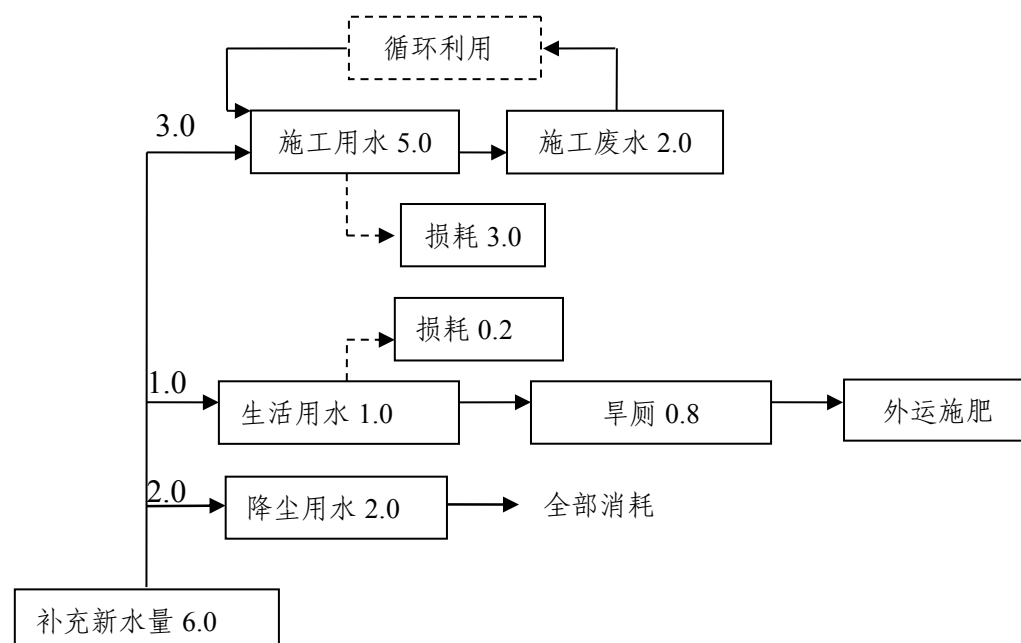 循环利用
3.0
施工用水 5.0
施工废水 2.0
损耗 3.0
损耗 0.2
1.0
生活用水 1.0
旱厕 0.8
外运施肥
2.0
降尘用水 2.0
全部消耗
补充新水量 6.0